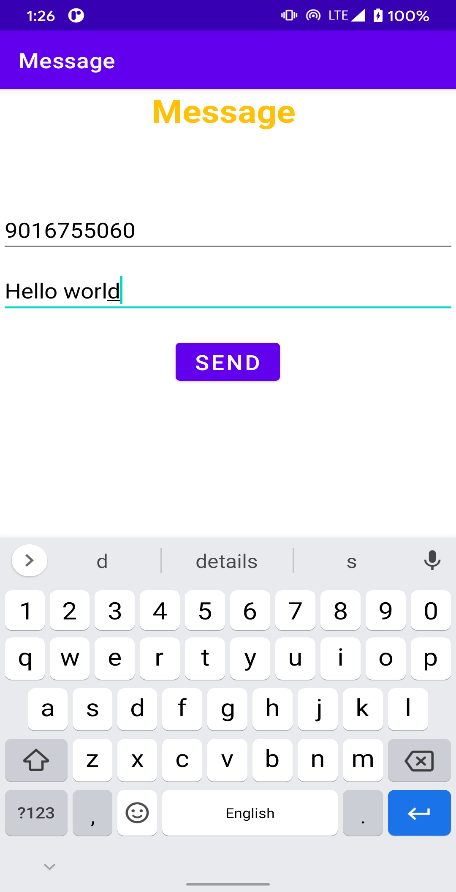 1:26 LTE 100%
Message
Message
9016755060
Hello world
SEND
d details s
1 2 3 4 5 6 7 8 9 0
q w e r t y u i o p
a s d f g h j k l
z x c v b n m
?123 , English .